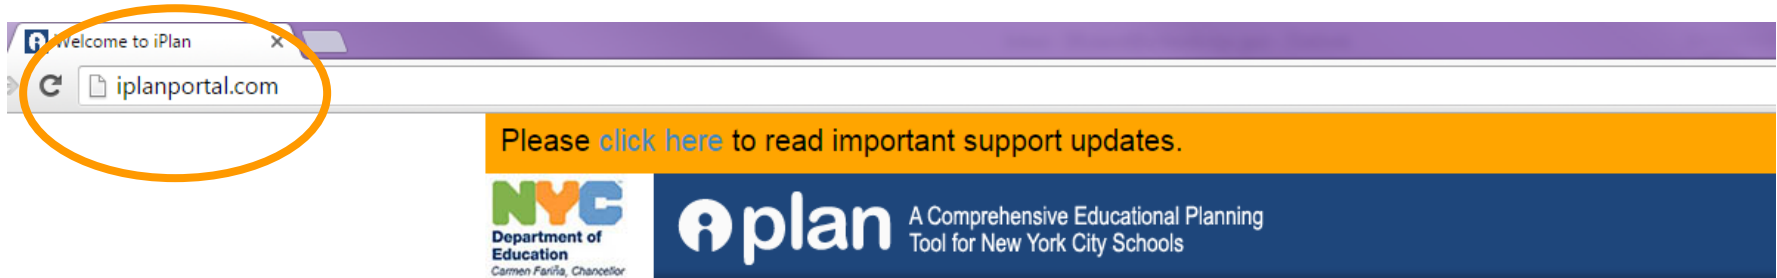 Welcome to iPlan
iplanportal.com
Please click here to read important support updates.
NYC
Department of
Education
Carmen Fariña, Chancellor
iplan
A Comprehensive Educational Planning
Tool for New York City Schools